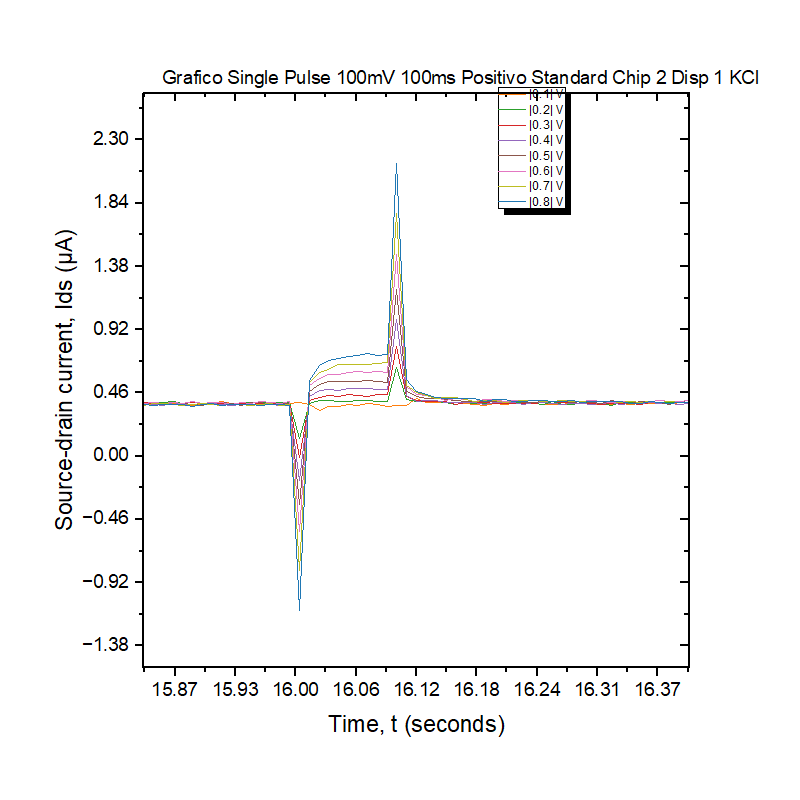 Grafico Single Pulse 100mV 100ms Positivo Standard Chip 2 Disp 1 KCl
|0.1| V
|0.2| V
|0.3| V
|0.4| V
|0.5| V
|0.6| V
|0.7| V
|0.8| V
2.30
1.84
1.38
0.92
0.46
0.00
−0.46
−0.92
−1.38
Source-drain current, Ids (µA)
15.87 15.93 16.00 16.06 16.12 16.18 16.24 16.31 16.37
Time, t (seconds)